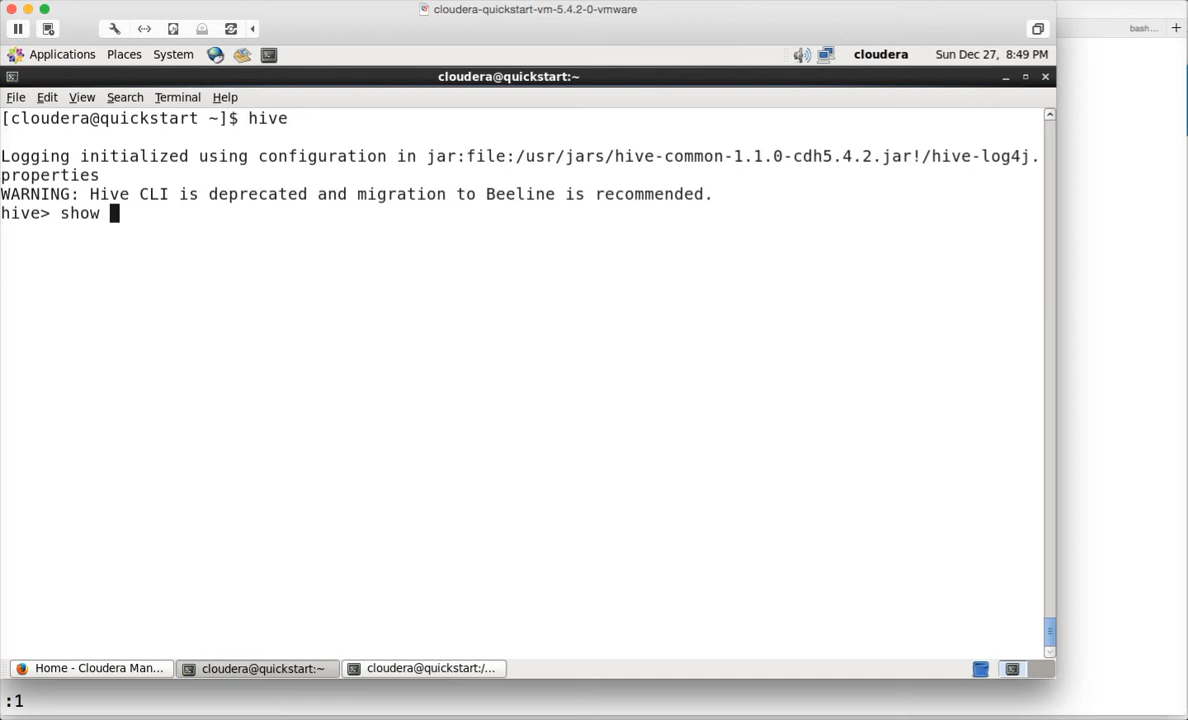 cloudera-quickstart-vm-5.4.2-0-vmware
bash...
Applications Places System cloudera Sun Dec 27, 8:49 PM
cloudera@quickstart:~
File Edit View Search Terminal Help
[cloudera@quickstart ~]$ hive
Logging initialized using configuration in jar:file:/usr/jars/hive-common-1.1.0-cdh5.4.2.jar!/hive-log4j.
properties
WARNING: Hive CLI is deprecated and migration to Beeline is recommended.
hive> show
Home - Cloudera Man... cloudera@quickstart:~ cloudera@quickstart:/...
:1